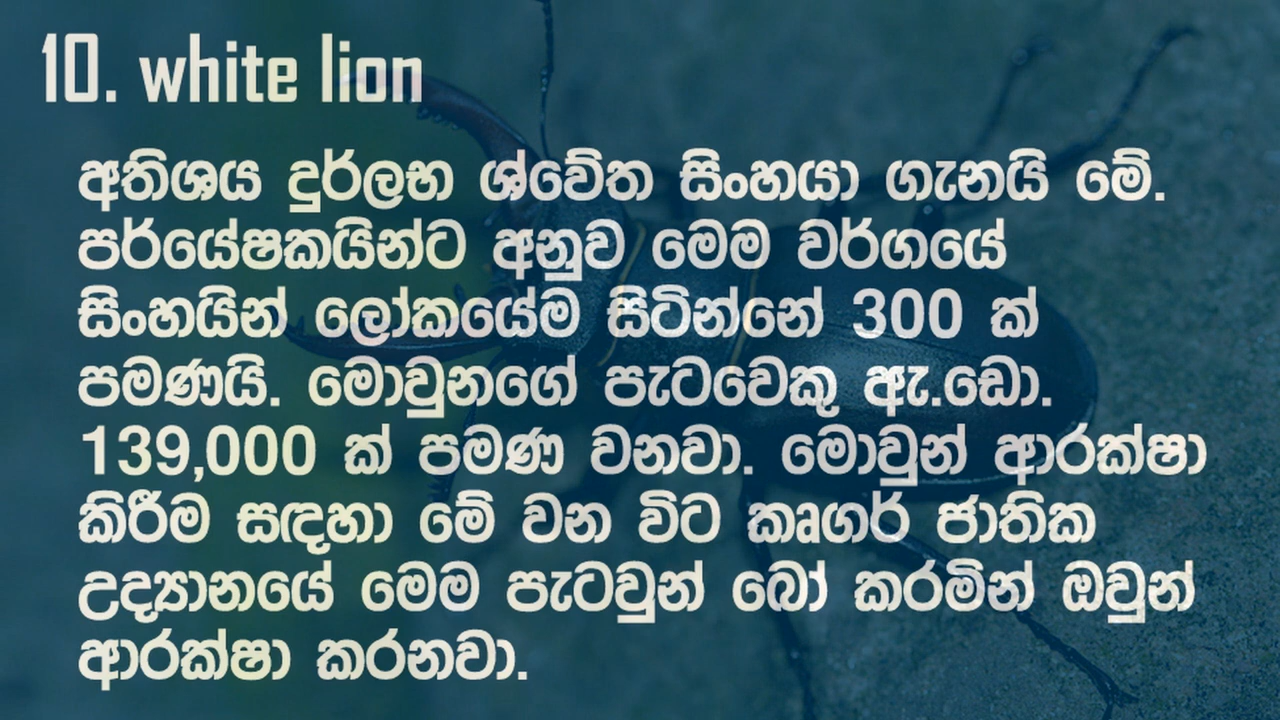 10. white lion
අතිශය දුර්ලභ ශ්වේත සිංහයා ගැනයි මේ.
පර්යේෂකයින්ට අනුව මෙම වර්ගයේ
සිංහයින් ලෝකයේම සිටින්නේ 300 ක්
පමණයි. මොවුනගේ පැටවෙකු ඇ.ඩො.
139,000 ක් පමණ වනවා. මොවුන් ආරක්ෂා
කිරීම සඳහා මේ වන විට කෘගර් ජාතික
උද්‍යානයේ මෙම පැටවුන් බෝ කරමින් ඔවුන්
ආරක්ෂා කරනවා.